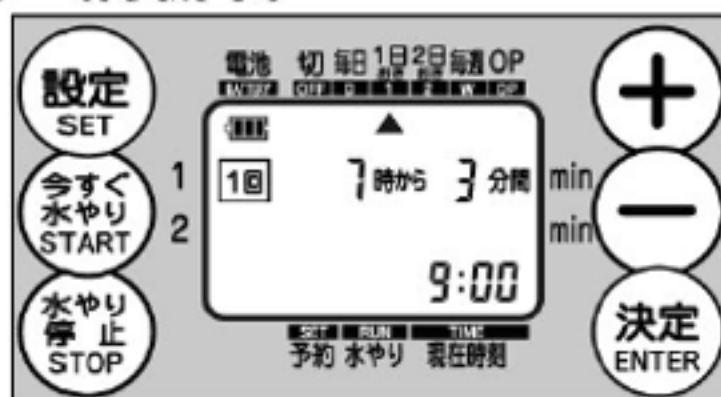 設定
SET
今すぐ
水やり
START
水やり
停止
STOP
電池 切 毎日 1日 2日 毎週 OP
OFF D 1 2 W OP
1回 7時から 3分間
9:00
1
2
min
min
SET RUN TIME
予約 水やり 現在時刻
決定
ENTER